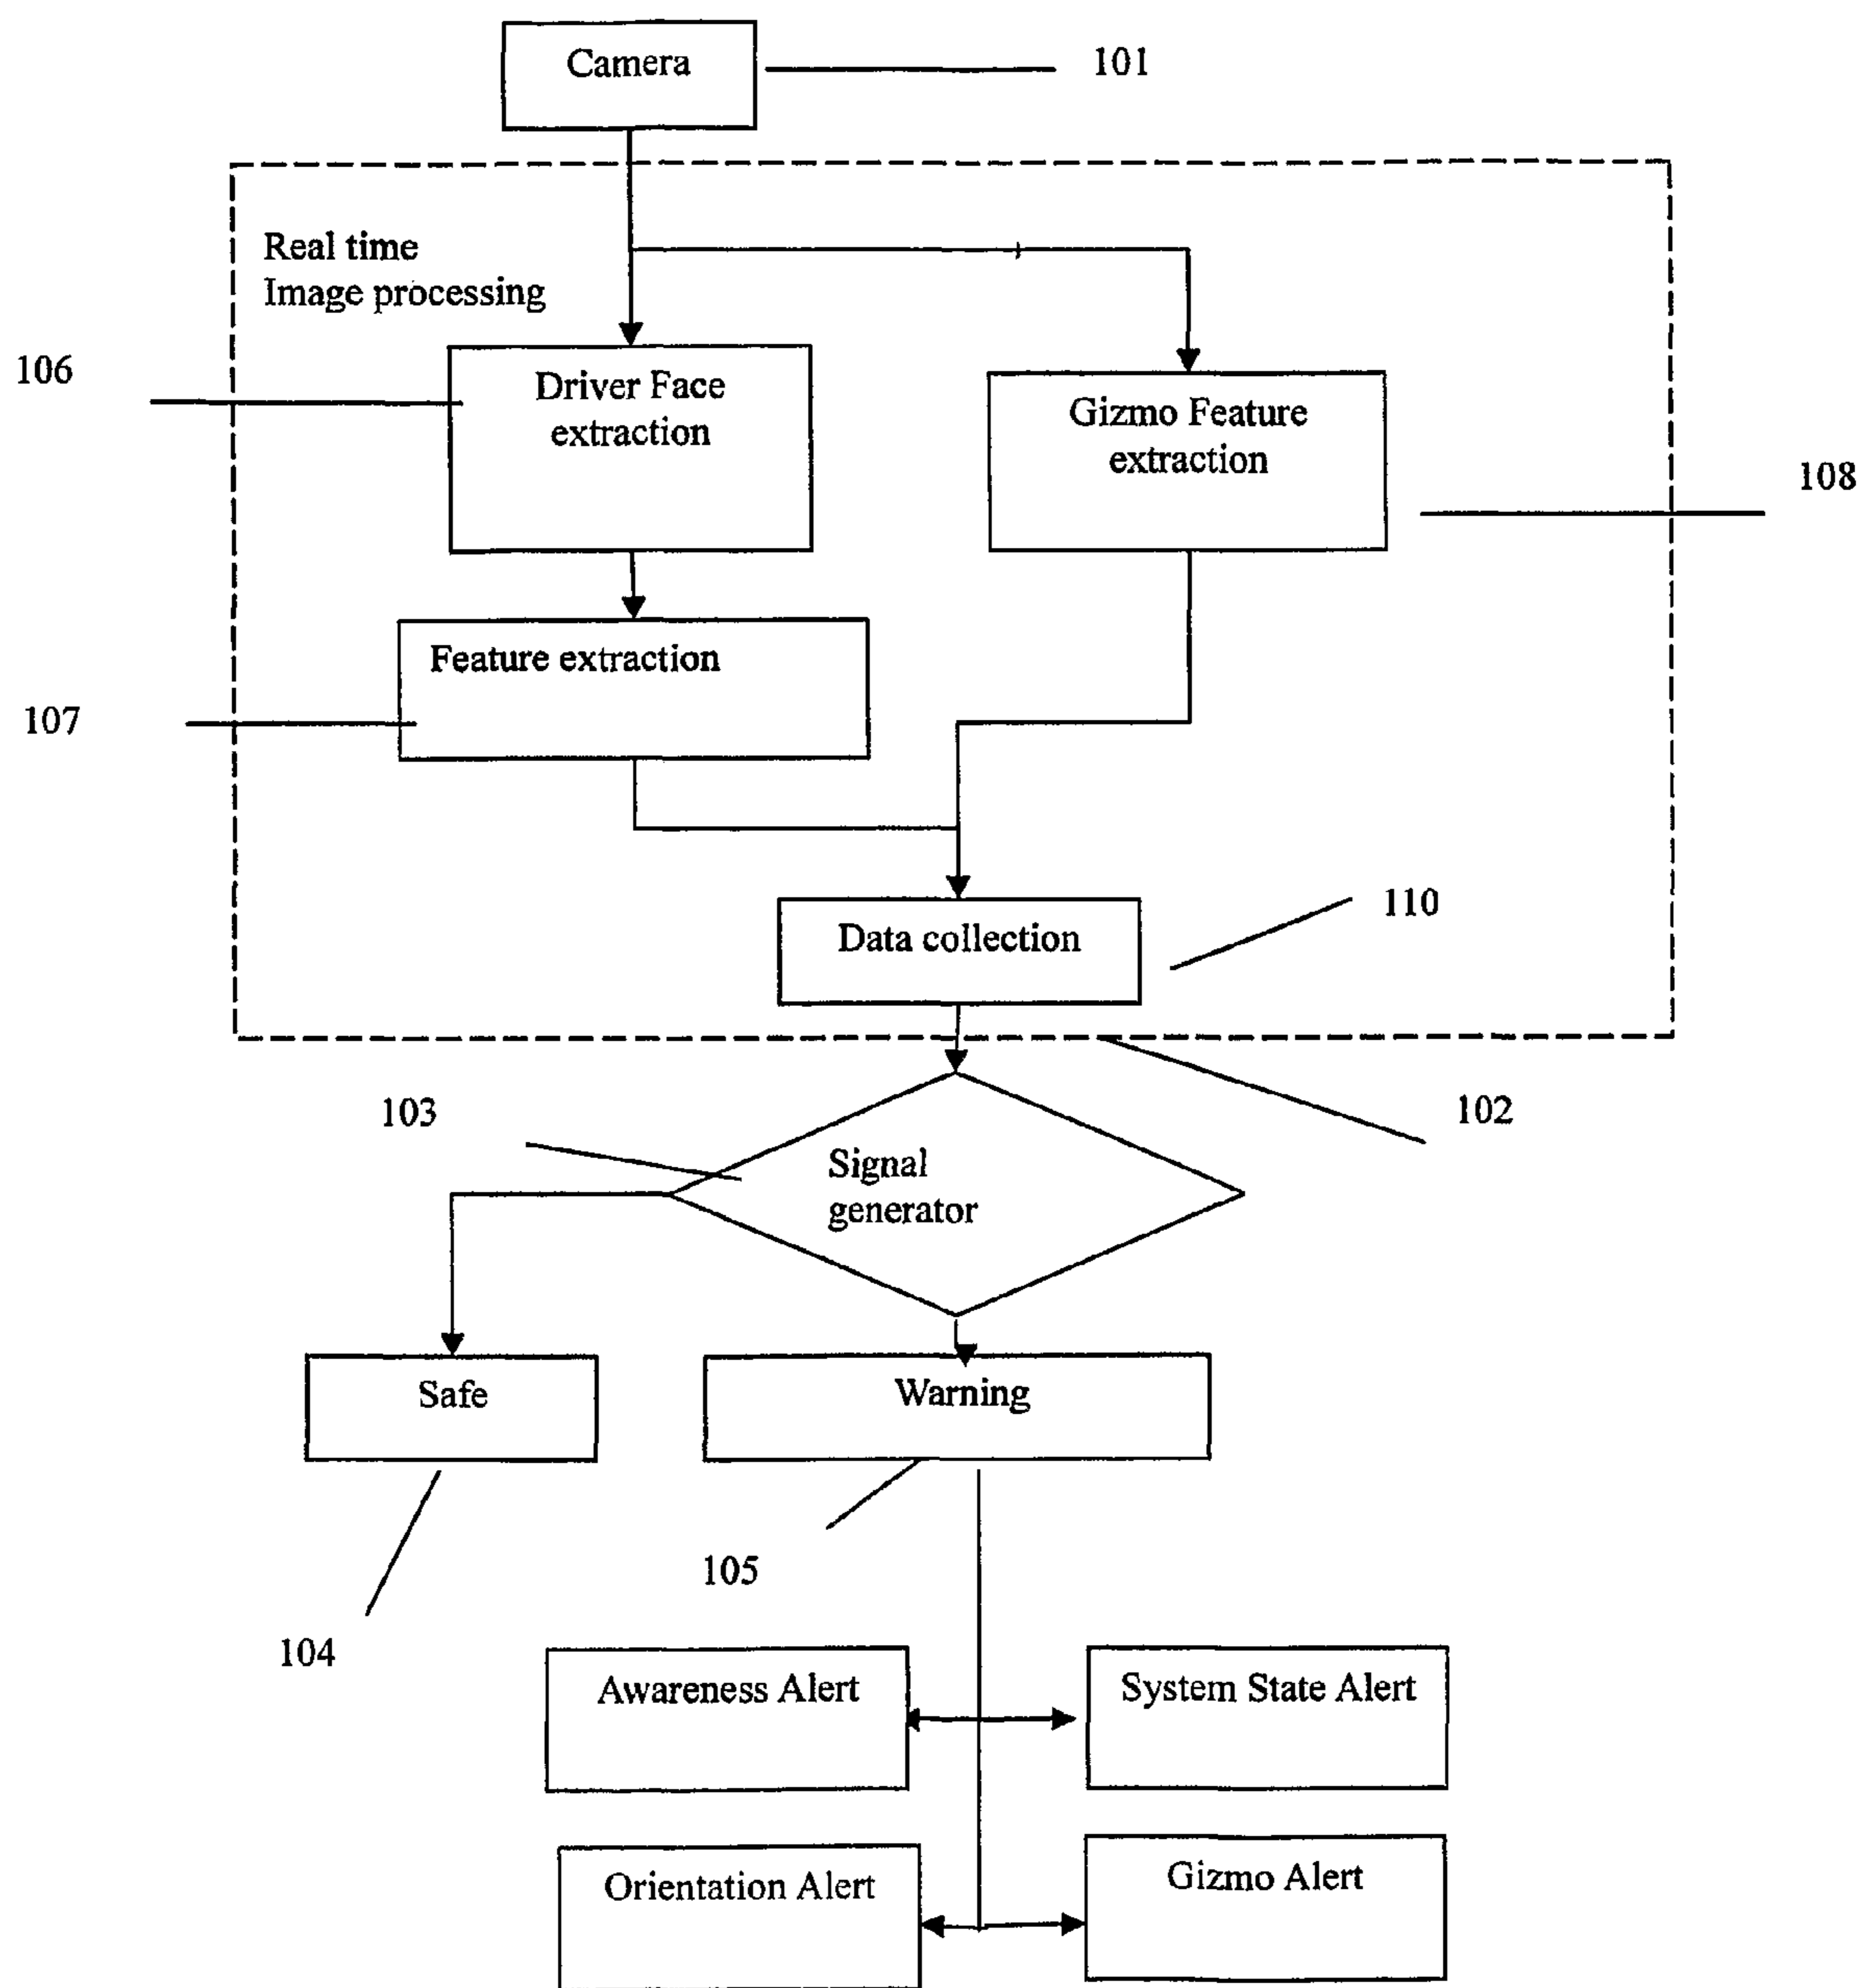 Camera
101
Real time
Image processing
106
Driver Face
extraction
Gizmo Feature
extraction
108
Feature extraction
107
Data collection
110
103
102
Signal
generator
Safe
Warning
105
104
Awareness Alert
System State Alert
Orientation Alert
Gizmo Alert